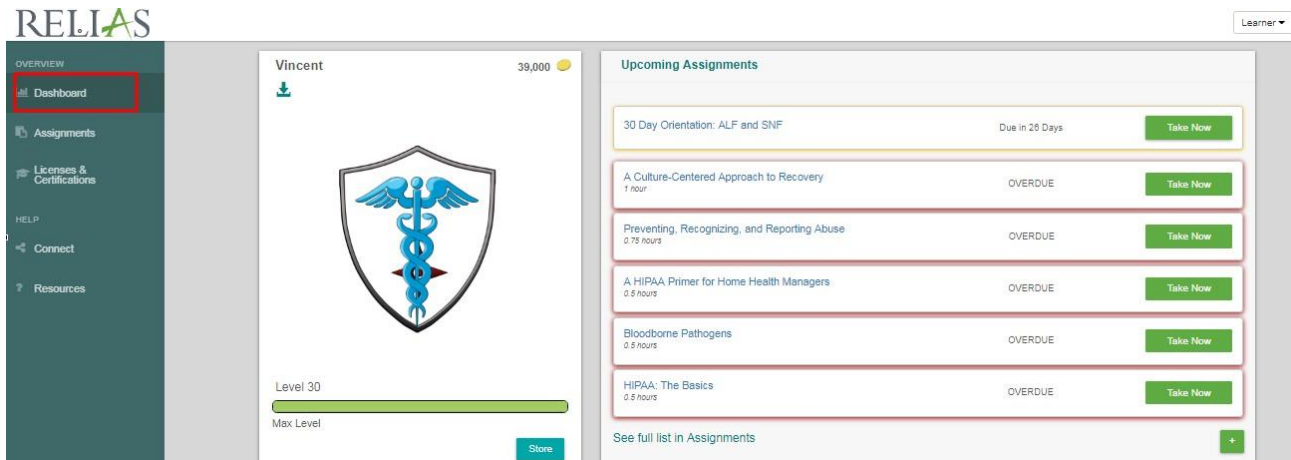 RELIAS
Learner
OVERVIEW
Dashboard
Assignments
Licenses &
Certifications
HELP
Connect
? Resources
Vincent
39,000
Level 30
Max Level
Store
Upcoming Assignments
30 Day Orientation: ALF and SNF
Due in 26 Days
Take Now
A Culture-Centered Approach to Recovery
1 hour
OVERDUE
Take Now
Preventing, Recognizing, and Reporting Abuse
0.75 hours
OVERDUE
Take Now
A HIPAA Primer for Home Health Managers
0.5 hours
OVERDUE
Take Now
Bloodborne Pathogens
0.5 hours
OVERDUE
Take Now
HIPAA: The Basics
0.5 hours
OVERDUE
Take Now
See full list in Assignments
+